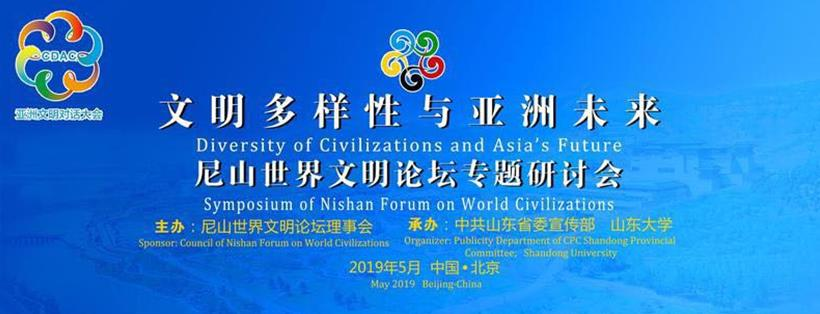 CDAC
亚洲文明对话大会
文明多样性与亚洲未来
Diversity of Civilizations and Asia's Future
尼山世界文明论坛专题研讨会
Symposium of Nishan Forum on World Civilizations
主办：尼山世界文明论坛理事会
Sponsor: Council of Nishan Forum on World Civilizations
承办：中共山东省委宣传部 山东大学
Organizer: Publicity Department of CPC Shandong Provincial
Committee; Shandong University
2019年5月 中国•北京
May 2019 Beijing-China